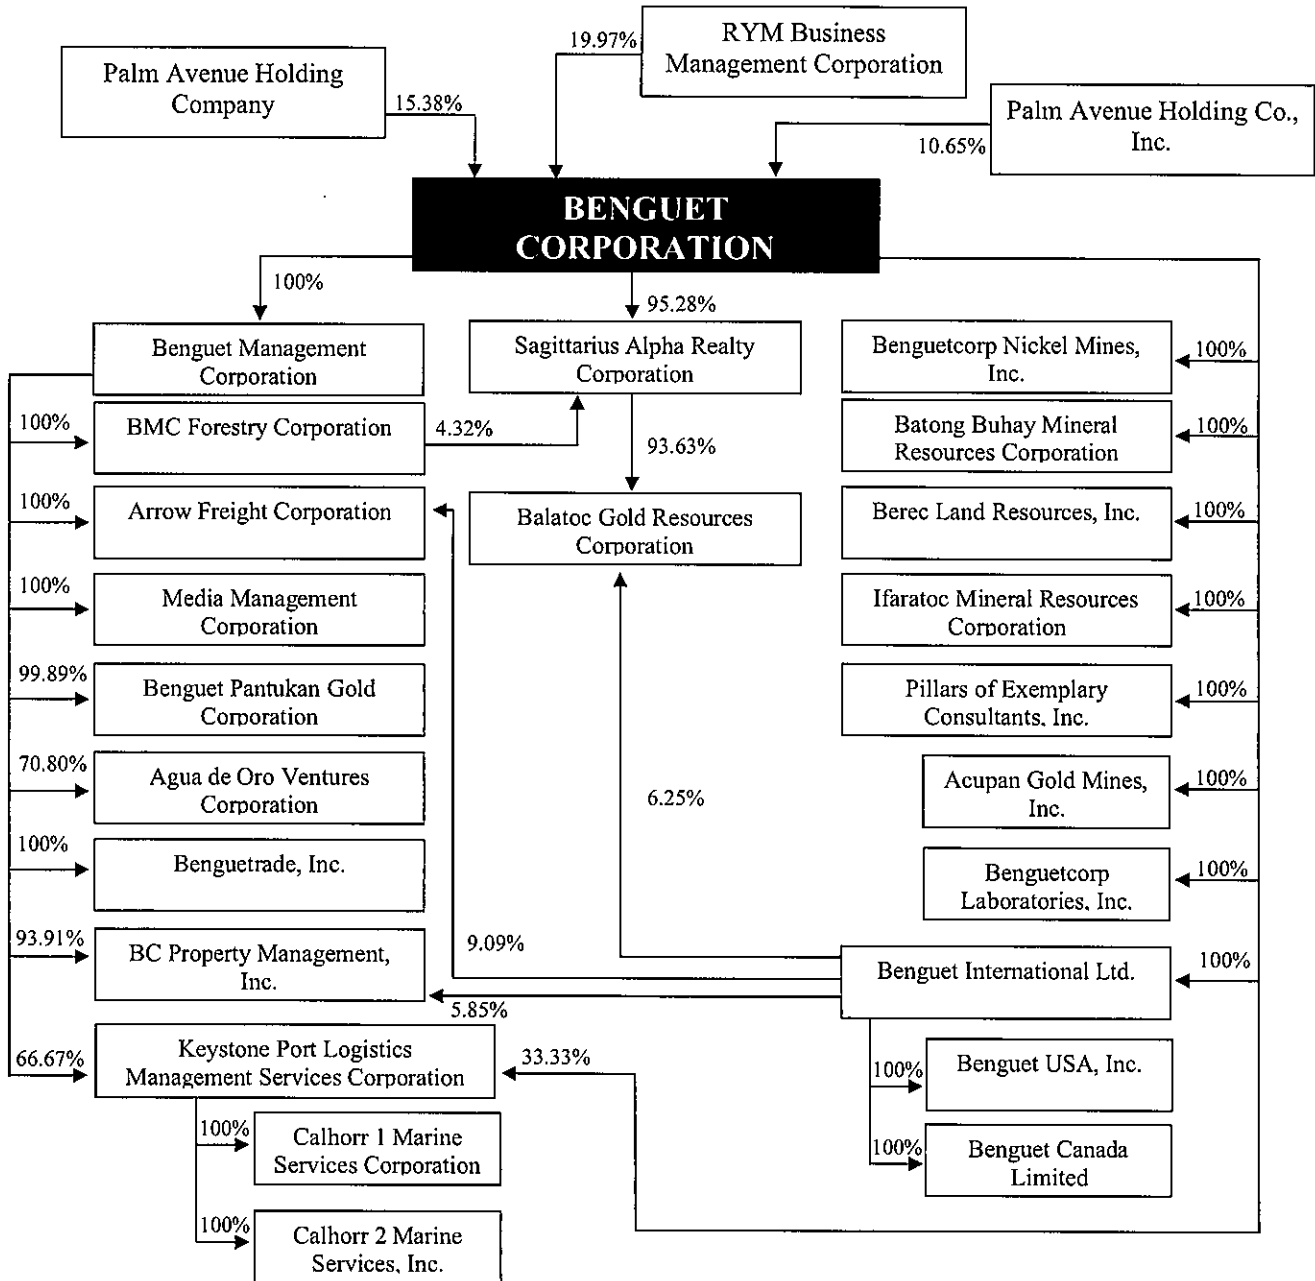 RYM Business
Management Corporation
19.97%
Palm Avenue Holding
Company
15.38%
Palm Avenue Holding Co.,
Inc.
10.65%
BENGUET
CORPORATION
100%
95.28%
Benguet Management
Corporation
Sagittarius Alpha Realty
Corporation
Benguetcorp Nickel Mines,
Inc.
100%
100%
BMC Forestry Corporation
4.32%
93.63%
Batong Buhay Mineral
Resources Corporation
100%
100%
Arrow Freight Corporation
Balatoc Gold Resources
Corporation
Berec Land Resources, Inc.
100%
100%
Media Management
Corporation
Ifaratoc Mineral Resources
Corporation
100%
99.89%
Benguet Pantukan Gold
Corporation
Pillars of Exemplary
Consultants, Inc.
100%
70.80%
Agua de Oro Ventures
Corporation
6.25%
Acupan Gold Mines,
Inc.
100%
100%
Benguetrade, Inc.
Benguetcorp
Laboratories, Inc.
100%
93.91%
BC Property Management,
Inc.
9.09%
5.85%
Benguet International Ltd.
100%
66.67%
Keystone Port Logistics
Management Services Corporation
33.33%
100%
Benguet USA, Inc.
100%
Calhorr 1 Marine
Services Corporation
100%
Benguet Canada
Limited
100%
Calhorr 2 Marine
Services, Inc.